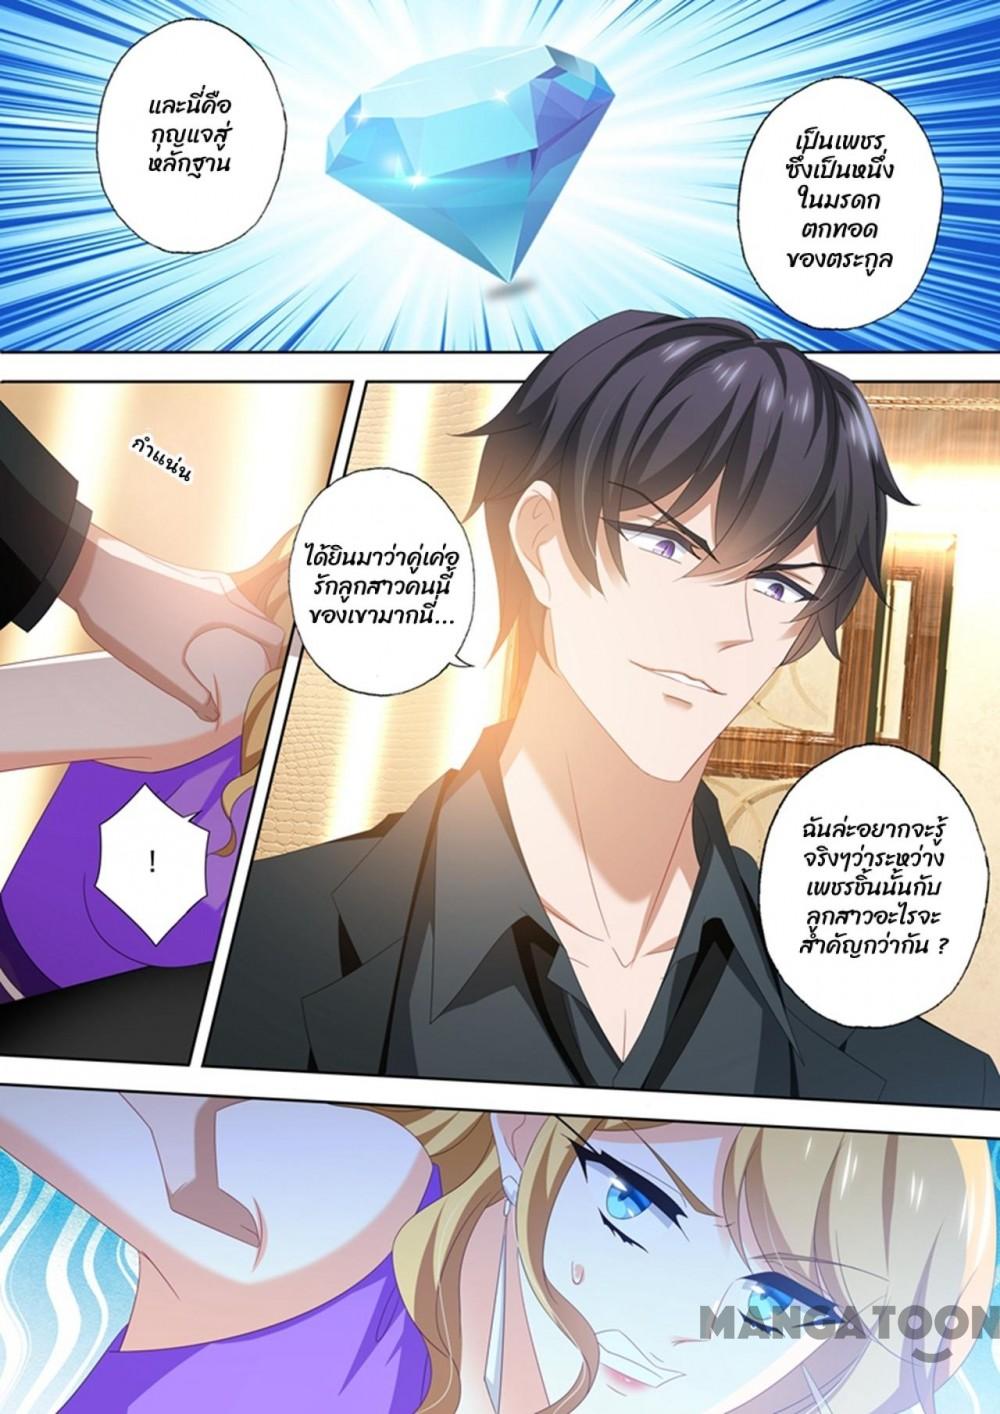 และนี่คือ
กุญแจสู่
หลักฐาน
เป็นเพชร
ซึ่งเป็นหนึ่ง
ในมรดก
ตกทอด
ของตระกูล
กำแน่น
ได้ยินมาว่าคู่เค่อ
รักลูกสาวคนนี้
ของเขามากนี่...
!
ฉันล่ะอยากจะรู้
จริงๆว่าระหว่าง
เพชรชิ้นนั้นกับ
ลูกสาวอะไรจะ
สำคัญกว่ากัน ?
MANGATOON